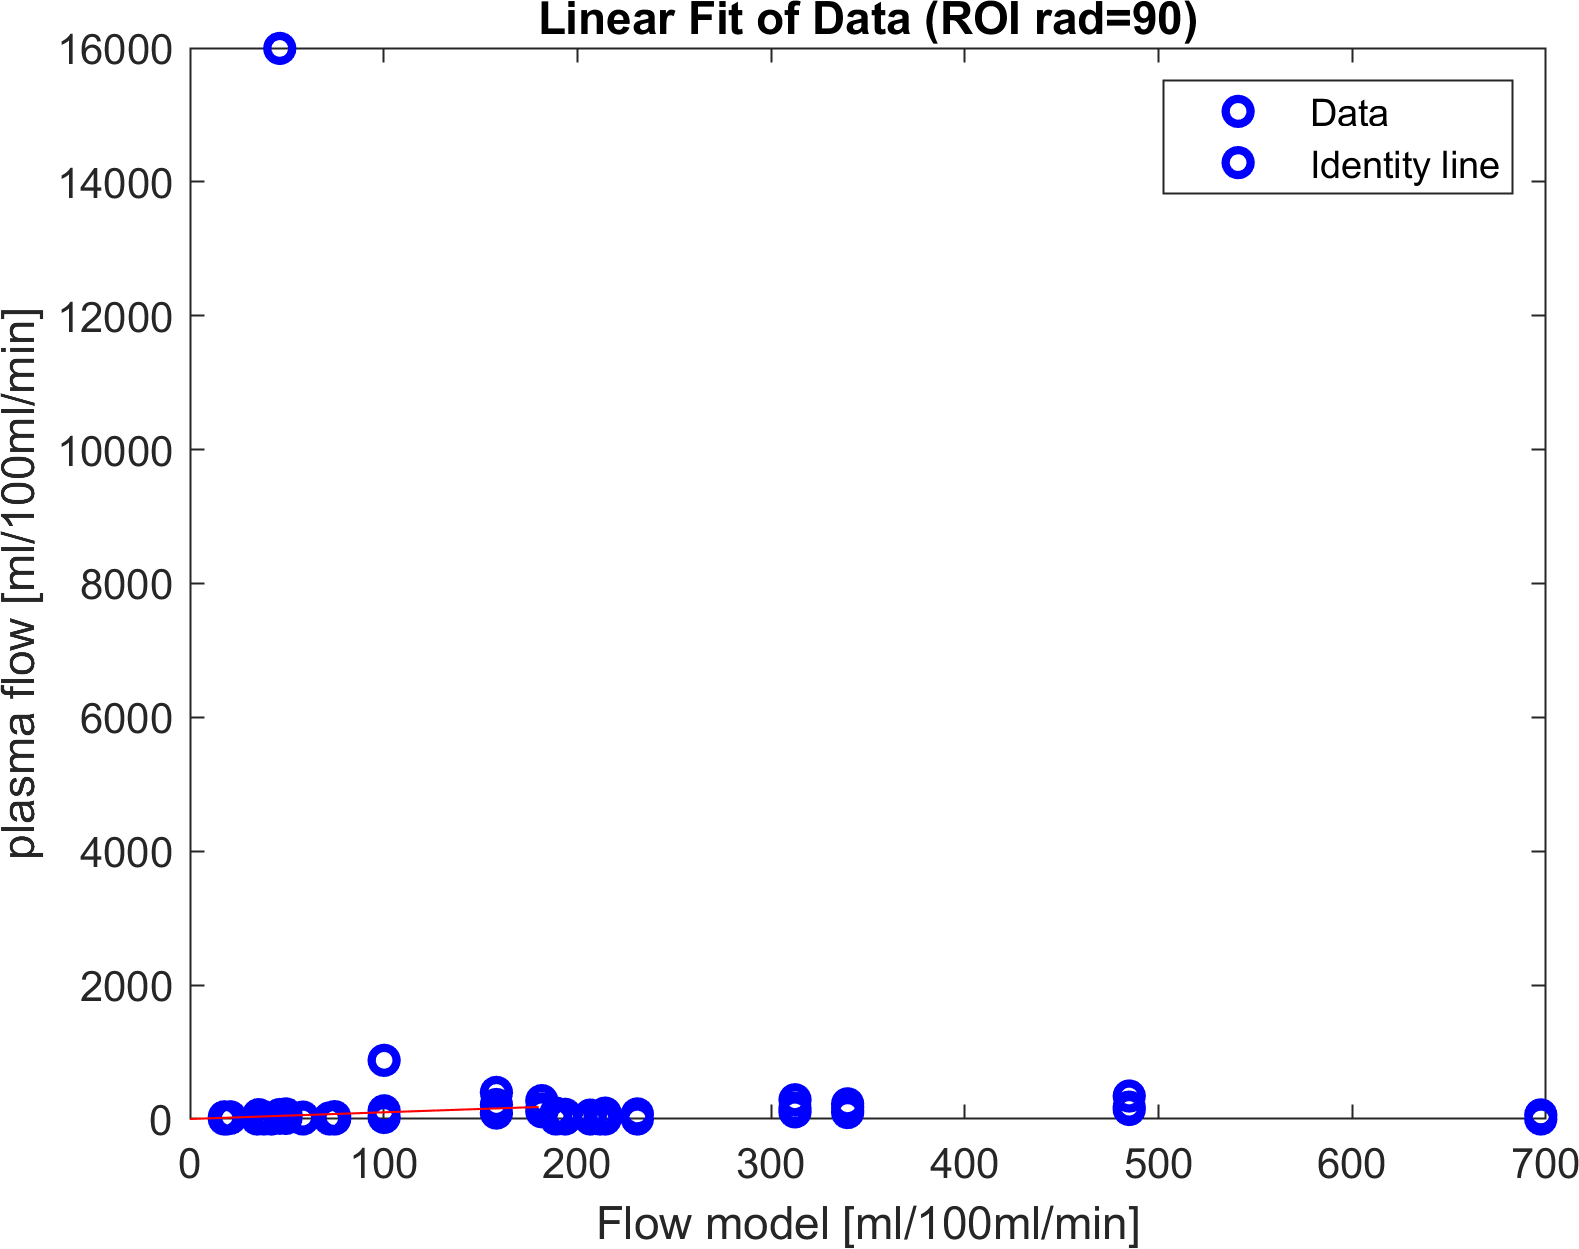 Linear Fit of Data (ROI rad=90)
16000
14000
12000
10000
8000
6000
4000
2000
0
plasma flow [ml/100ml/min]
Data
Identity line
0 100 200 300 400 500 600 700
Flow model [ml/100ml/min]